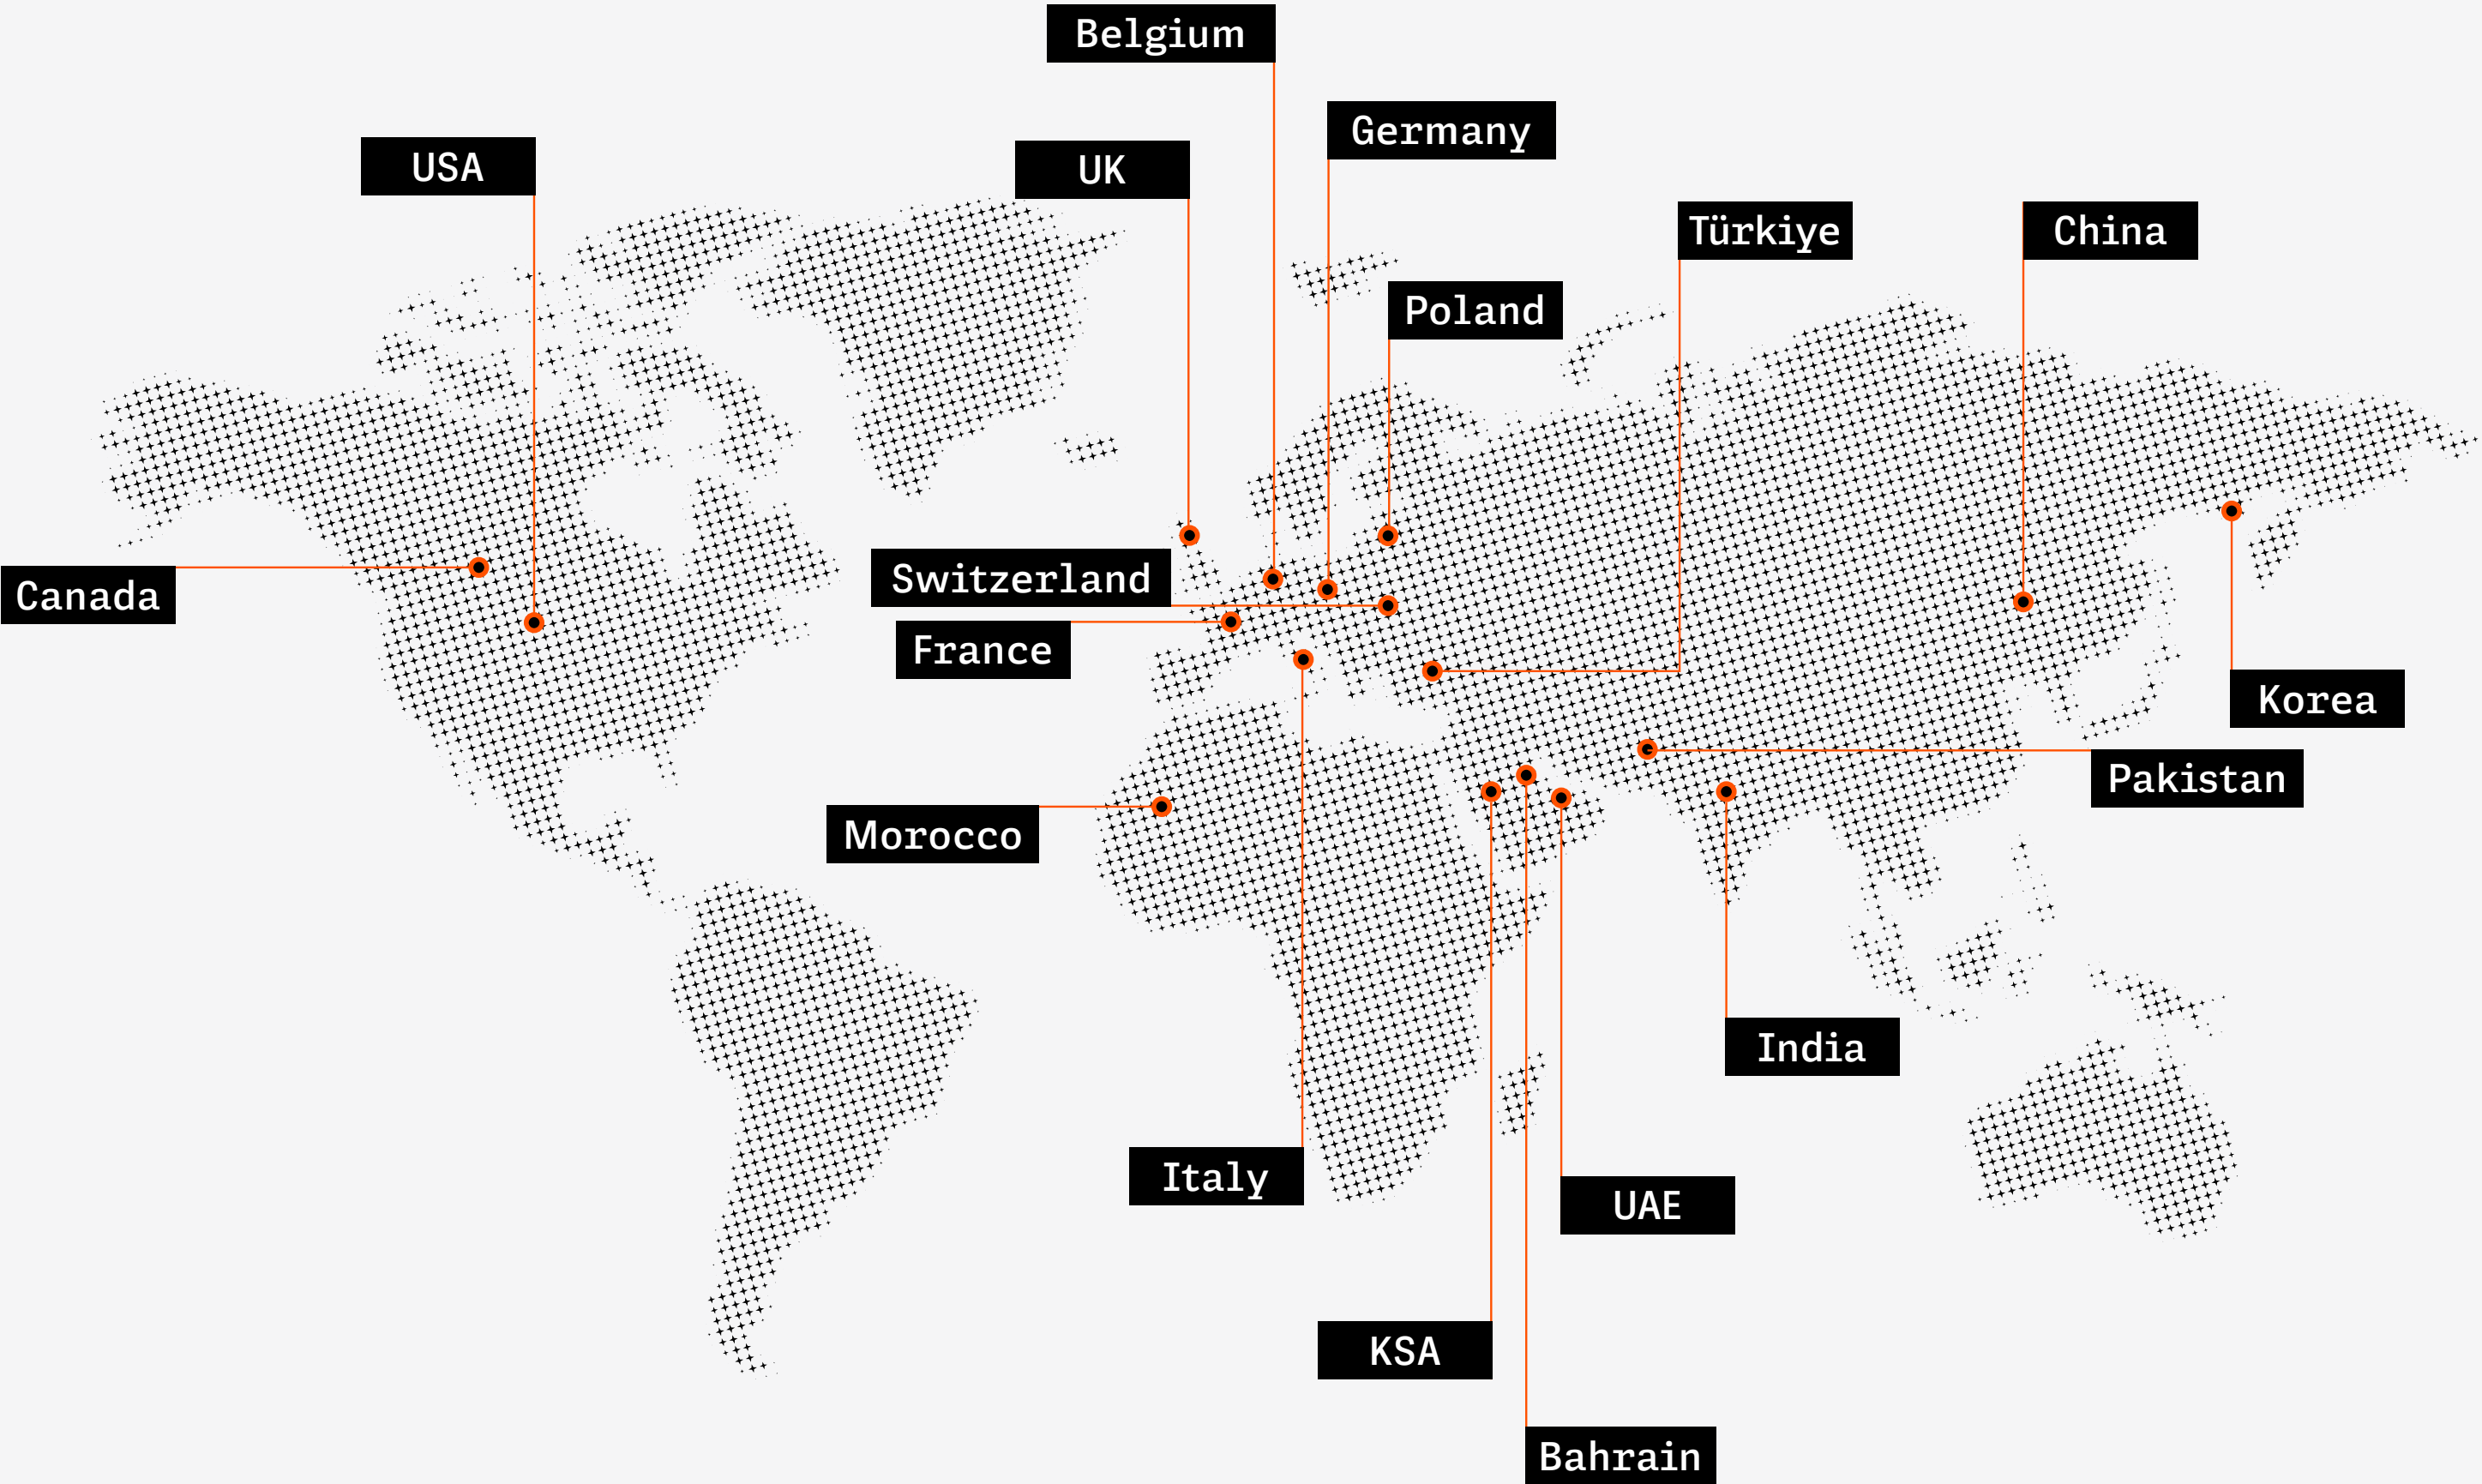 Belgium
Germany
USA
UK
Türkiye
China
Poland
Switzerland
Canada
France
Korea
Pakistan
Morocco
India
Italy
UAE
KSA
Bahrain